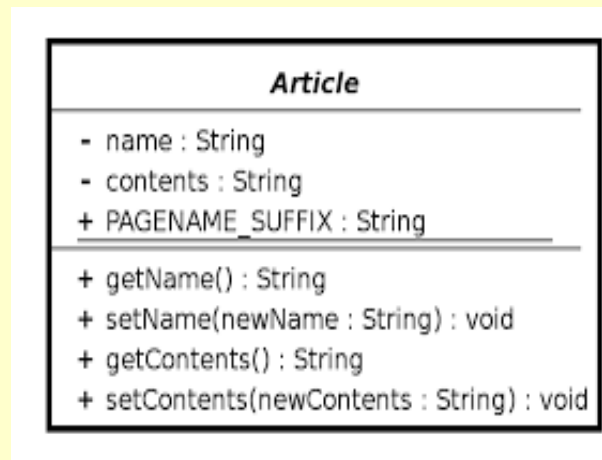 Article
- name : String
- contents : String
+ PAGENAME_SUFFIX : String
+ getName() : String
+ setName(newName : String) : void
+ getContents() : String
+ setContents(newContents : String) : void